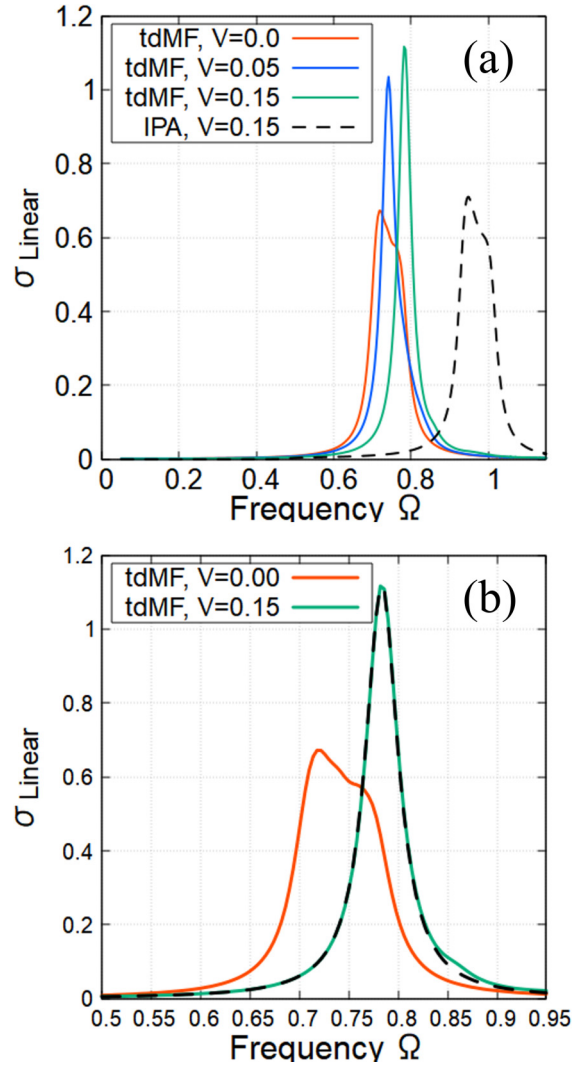 1.2
1
0.8
0.6
0.4
0.2
0
σ Linear
tdMF, V=0.0
tdMF, V=0.05
tdMF, V=0.15
IPA, V=0.15
(a)
0 0.2 0.4 0.6 0.8 1
Frequency Ω
1.2
1
0.8
0.6
0.4
0.2
0
σ Linear
tdMF, V=0.00
tdMF, V=0.15
(b)
0.5 0.55 0.6 0.65 0.7 0.75 0.8 0.85 0.9 0.95
Frequency Ω